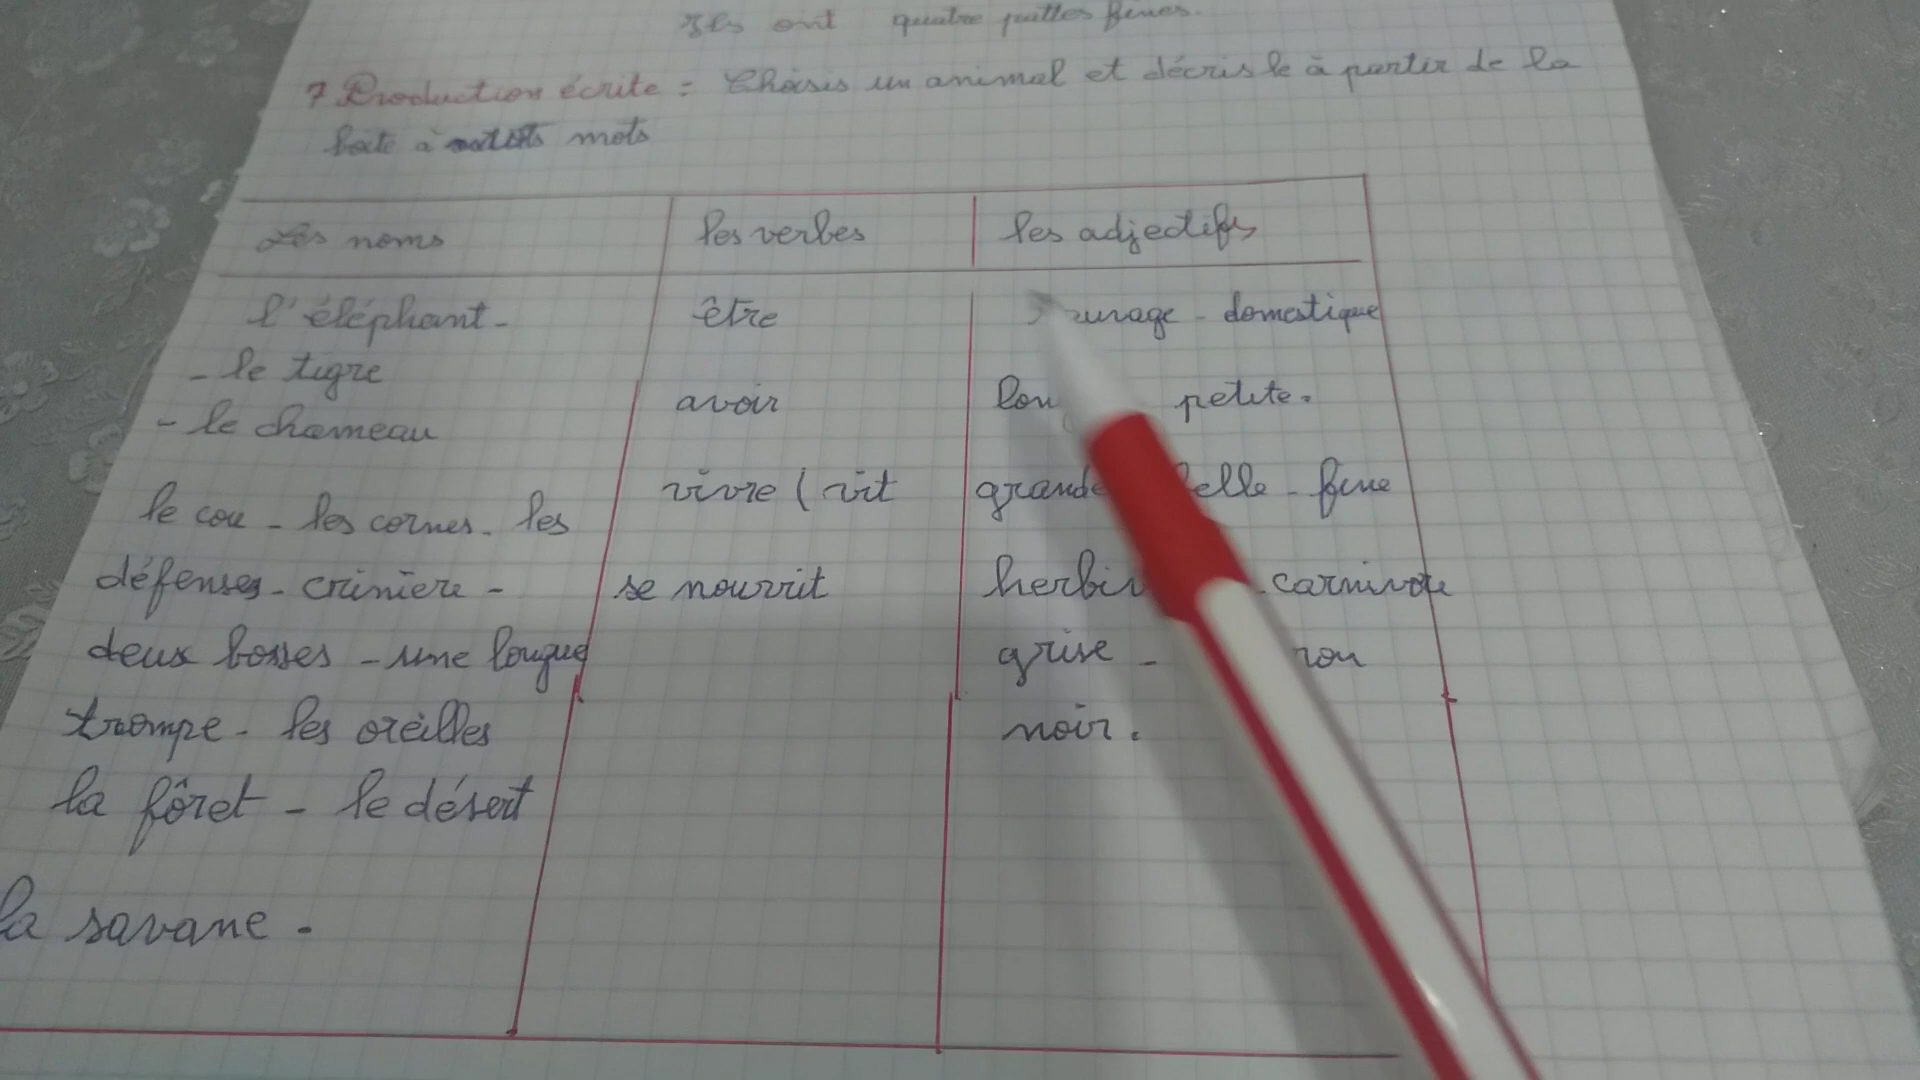 Ils ont quatre pattes fines.
7 Production écrite : Choisis un animal et décris le à partir de la
boite à mots
Les noms les verbes les adjectifs
l'éléphant - être domestique
- le tigre
- le chameau avoir petite.
le cou - les cornes - les vivre ( vit grande belle - fine
défenses - crinière - se nourrit carnivore
deux bosses - une longue grise -
trompe - les oreilles noir.
la fôret - le désert
la savane .